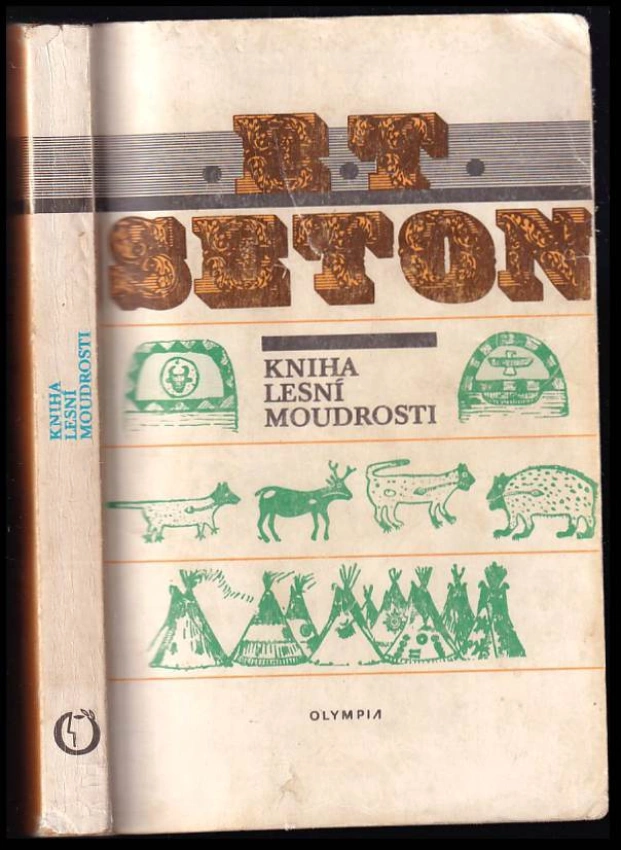 KNIHA
LESNÍ
MOUDROSTI
· E · T ·
SETON
KNIHA
LESNÍ
MOUDROSTI
OLYMPIA